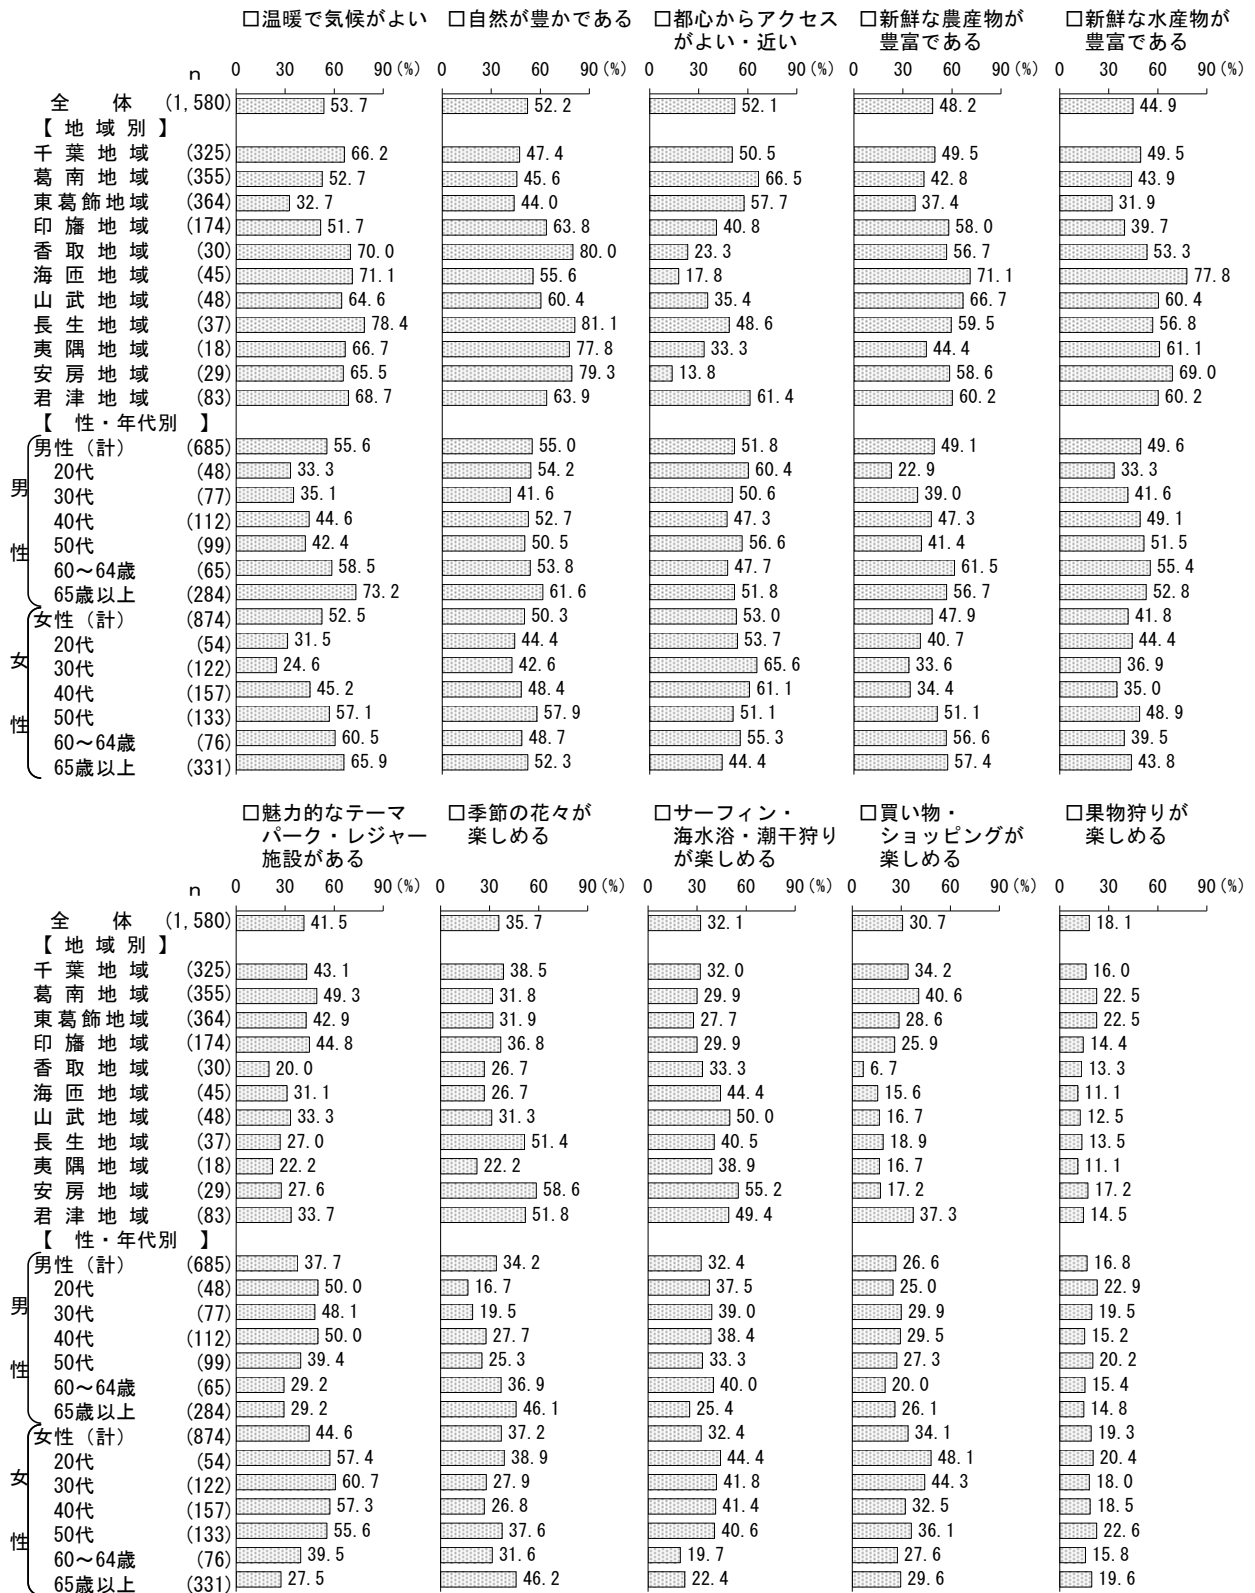 □温暖で気候がよい □自然が豊かである □都心からアクセス □新鮮な農産物が □新鮮な水産物が
がよい・近い 豊富である 豊富である
n 0 30 60 90(%) 0 30 60 90(%) 0 30 60 90(%) 0 30 60 90(%) 0 30 60 90(%)
全 体 (1,580) 53.7 52.2 52.1 48.2 44.9
【 地 域 別 】
千 葉 地 域 (325) 66.2 47.4 50.5 49.5 49.5
葛 南 地 域 (355) 52.7 45.6 66.5 42.8 43.9
東葛飾地域 (364) 32.7 44.0 57.7 37.4 31.9
印 旛 地 域 (174) 51.7 63.8 40.8 58.0 39.7
香 取 地 域 (30) 70.0 80.0 23.3 56.7 53.3
海 匝 地 域 (45) 71.1 55.6 17.8 71.1 77.8
山 武 地 域 (48) 64.6 60.4 35.4 66.7 60.4
長 生 地 域 (37) 78.4 81.1 48.6 59.5 56.8
夷 隅 地 域 (18) 66.7 77.8 33.3 44.4 61.1
安 房 地 域 (29) 65.5 79.3 13.8 58.6 69.0
君 津 地 域 (83) 68.7 63.9 61.4 60.2 60.2
【 性・年代別 】
男性（計） (685) 55.6 55.0 51.8 49.1 49.6
20代 (48) 33.3 54.2 60.4 22.9 33.3
男 30代 (77) 35.1 41.6 50.6 39.0 41.6
40代 (112) 44.6 52.7 47.3 47.3 49.1
性 50代 (99) 42.4 50.5 56.6 41.4 51.5
60～64歳 (65) 58.5 53.8 47.7 61.5 55.4
65歳以上 (284) 73.2 61.6 51.8 56.7 52.8
女性（計） (874) 52.5 50.3 53.0 47.9 41.8
20代 (54) 31.5 44.4 53.7 40.7 44.4
女 30代 (122) 24.6 42.6 65.6 33.6 36.9
40代 (157) 45.2 48.4 61.1 34.4 35.0
性 50代 (133) 57.1 57.9 51.1 51.1 48.9
60～64歳 (76) 60.5 48.7 55.3 56.6 39.5
65歳以上 (331) 65.9 52.3 44.4 57.4 43.8
□魅力的なテーマ □季節の花々が □サーフィン・ □買い物・ □果物狩りが
パーク・レジャー 楽しめる 海水浴・潮干狩り ショッピングが 楽しめる
施設がある が楽しめる 楽しめる
n 0 30 60 90(%) 0 30 60 90(%) 0 30 60 90(%) 0 30 60 90(%) 0 30 60 90(%)
全 体 (1,580) 41.5 35.7 32.1 30.7 18.1
【 地 域 別 】
千 葉 地 域 (325) 43.1 38.5 32.0 34.2 16.0
葛 南 地 域 (355) 49.3 31.8 29.9 40.6 22.5
東葛飾地域 (364) 42.9 31.9 27.7 28.6 22.5
印 旛 地 域 (174) 44.8 36.8 29.9 25.9 14.4
香 取 地 域 (30) 20.0 26.7 33.3 6.7 13.3
海 匝 地 域 (45) 31.1 26.7 44.4 15.6 11.1
山 武 地 域 (48) 33.3 31.3 50.0 16.7 12.5
長 生 地 域 (37) 27.0 51.4 40.5 18.9 13.5
夷 隅 地 域 (18) 22.2 22.2 38.9 16.7 11.1
安 房 地 域 (29) 27.6 58.6 55.2 17.2 17.2
君 津 地 域 (83) 33.7 51.8 49.4 37.3 14.5
【 性・年代別 】
男性（計） (685) 37.7 34.2 32.4 26.6 16.8
20代 (48) 50.0 16.7 37.5 25.0 22.9
男 30代 (77) 48.1 19.5 39.0 29.9 19.5
40代 (112) 50.0 27.7 38.4 29.5 15.2
性 50代 (99) 39.4 25.3 33.3 27.3 20.2
60～64歳 (65) 29.2 36.9 40.0 20.0 15.4
65歳以上 (284) 29.2 46.1 25.4 26.1 14.8
女性（計） (874) 44.6 37.2 32.4 34.1 19.3
20代 (54) 57.4 38.9 44.4 48.1 20.4
女 30代 (122) 60.7 27.9 41.8 44.3 18.0
40代 (157) 57.3 26.8 41.4 32.5 18.5
性 50代 (133) 55.6 37.6 40.6 36.1 22.6
60～64歳 (76) 39.5 31.6 19.7 27.6 15.8
65歳以上 (331) 27.5 46.2 22.4 29.6 19.6